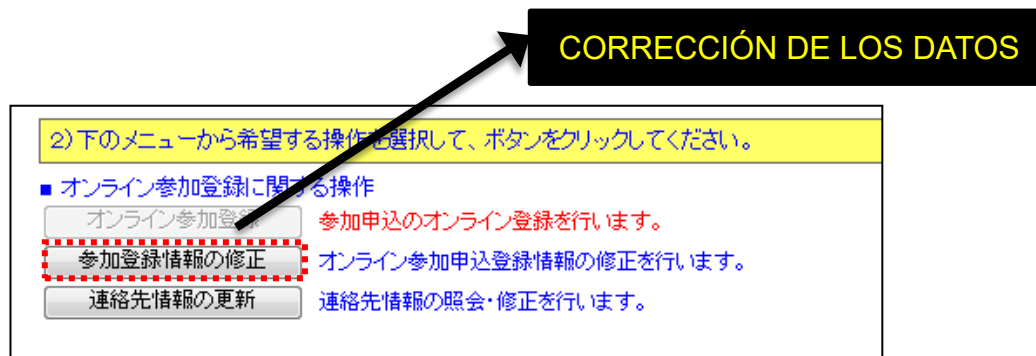 CORRECCIÓN DE LOS DATOS
2)下のメニューから希望する操作を選択して、ボタンをクリックしてください。
■ オンライン参加登録に関する操作
オンライン参加登録 参加申込のオンライン登録を行います。
参加登録情報の修正 オンライン参加申込登録情報の修正を行います。
連絡先情報の更新 連絡先情報の照会・修正を行います。